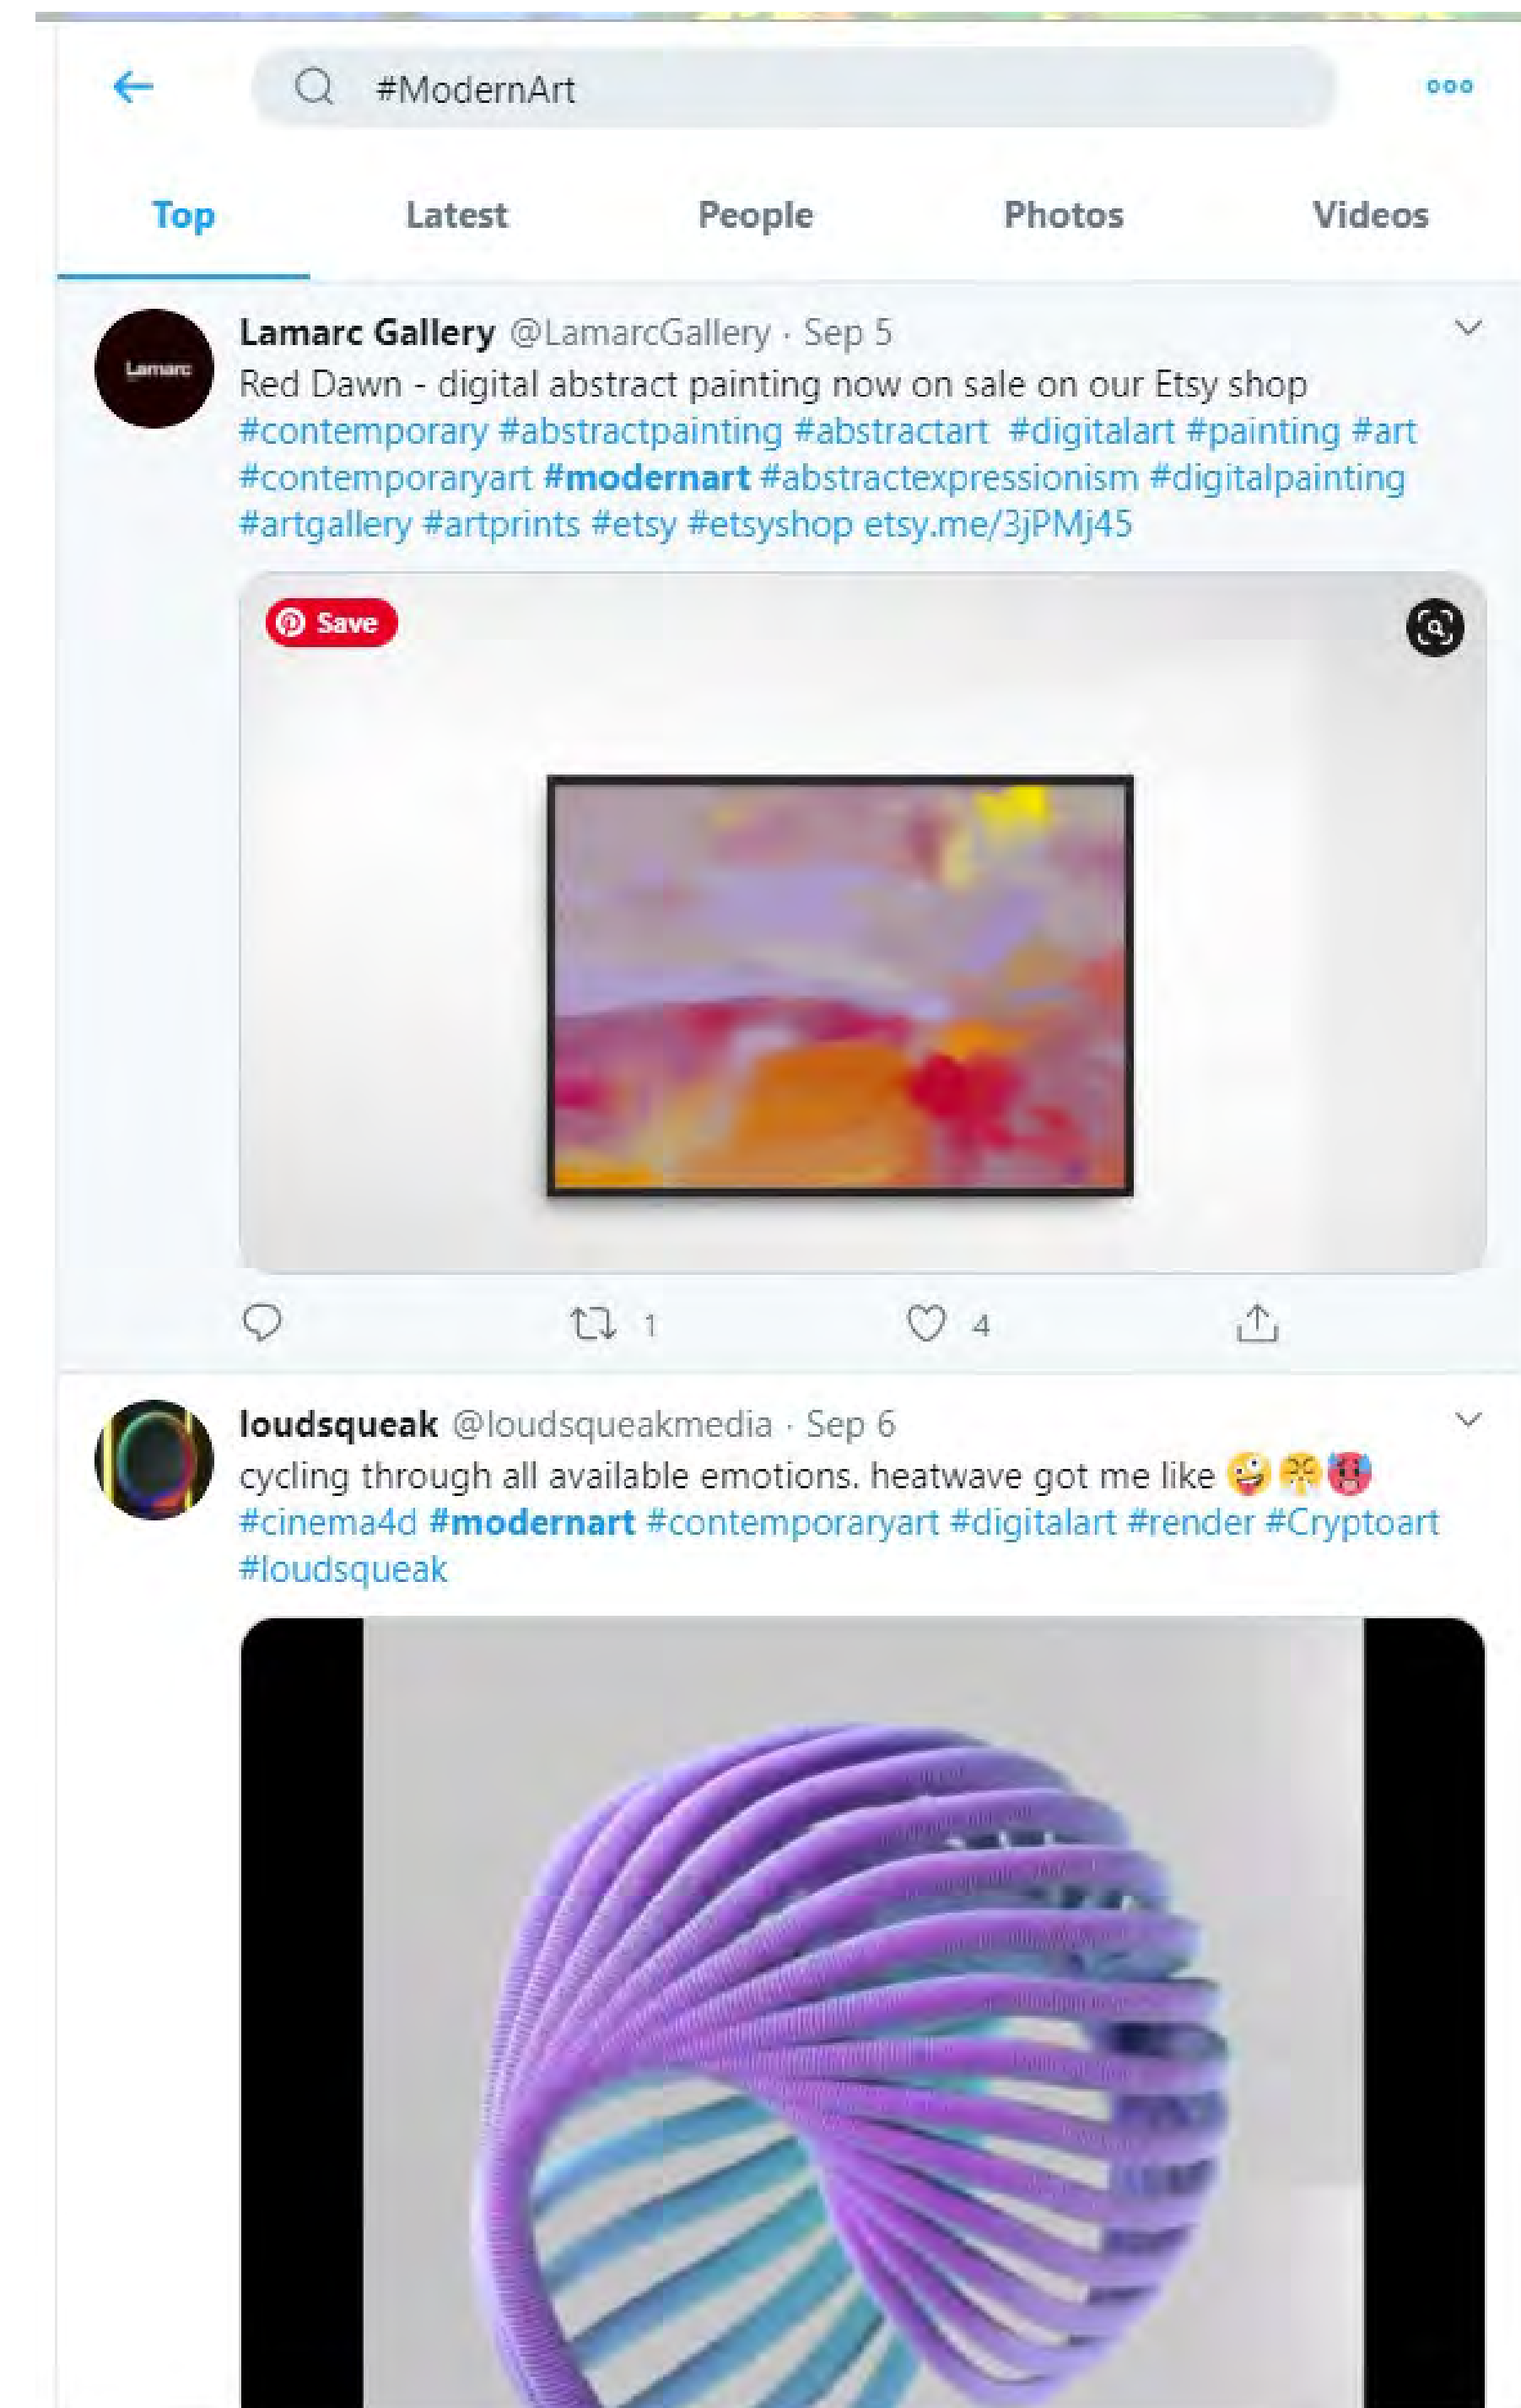 #ModernArt
Top Latest People Photos Videos
Lamarc
Lamarc Gallery @LamarcGallery · Sep 5
Red Dawn - digital abstract painting now on sale on our Etsy shop
#contemporary #abstractpainting #abstractart #digitalart #painting #art
#contemporaryart #modernart #abstractexpressionism #digitalpainting
#artgallery #artprints #etsy #etsyshop etsy.me/3jPMj45
Save
1 4
loudsqueak @loudsqueakmedia · Sep 6
cycling through all available emotions. heatwave got me like 🤪😤🥵
#cinema4d #modernart #contemporaryart #digitalart #render #Cryptoart
#loudsqueak